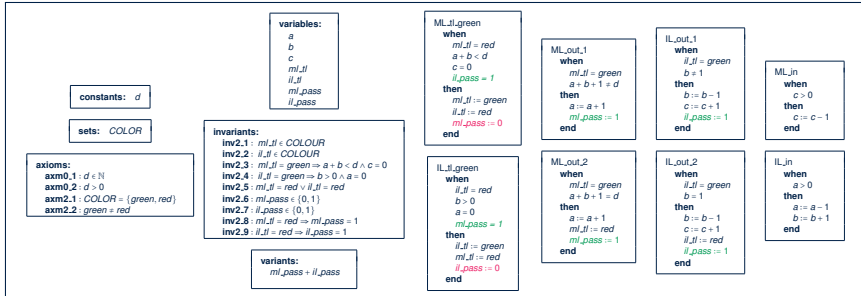 constants: d
sets: COLOR
axioms:
axm0_1 : d ∈ ℕ
axm0_2 : d > 0
axm2_1 : COLOR = {green, red}
axm2_2 : green ≠ red
variables:
a
b
c
ml_tl
il_tl
ml_pass
il_pass
invariants:
inv2_1 : ml_tl ∈ COLOUR
inv2_2 : il_tl ∈ COLOUR
inv2_3 : ml_tl = green ⇒ a + b < d ∧ c = 0
inv2_4 : il_tl = green ⇒ b > 0 ∧ a = 0
inv2_5 : ml_tl = red ∨ il_tl = red
inv2_6 : ml_pass ∈ {0, 1}
inv2_7 : il_pass ∈ {0, 1}
inv2_8 : ml_tl = red ⇒ ml_pass = 1
inv2_9 : il_tl = red ⇒ il_pass = 1
variants:
ml_pass + il_pass
ML_tl_green
when
ml_tl = red
a + b < d
c = 0
il_pass = 1
then
ml_tl := green
il_tl := red
ml_pass := 0
end
IL_tl_green
when
il_tl = red
b > 0
a = 0
ml_pass = 1
then
il_tl := green
ml_tl := red
il_pass := 0
end
ML_out_1
when
ml_tl = green
a + b + 1 ≠ d
then
a := a + 1
ml_pass := 1
end
ML_out_2
when
ml_tl = green
a + b + 1 = d
then
a := a + 1
ml_tl := red
ml_pass := 1
end
IL_out_1
when
il_tl = green
b ≠ 1
then
b := b − 1
c := c + 1
il_pass := 1
end
IL_out_2
when
il_tl = green
b = 1
then
b := b − 1
c := c + 1
il_tl := red
il_pass := 1
end
ML_in
when
c > 0
then
c := c − 1
end
IL_in
when
a > 0
then
a := a − 1
b := b + 1
end